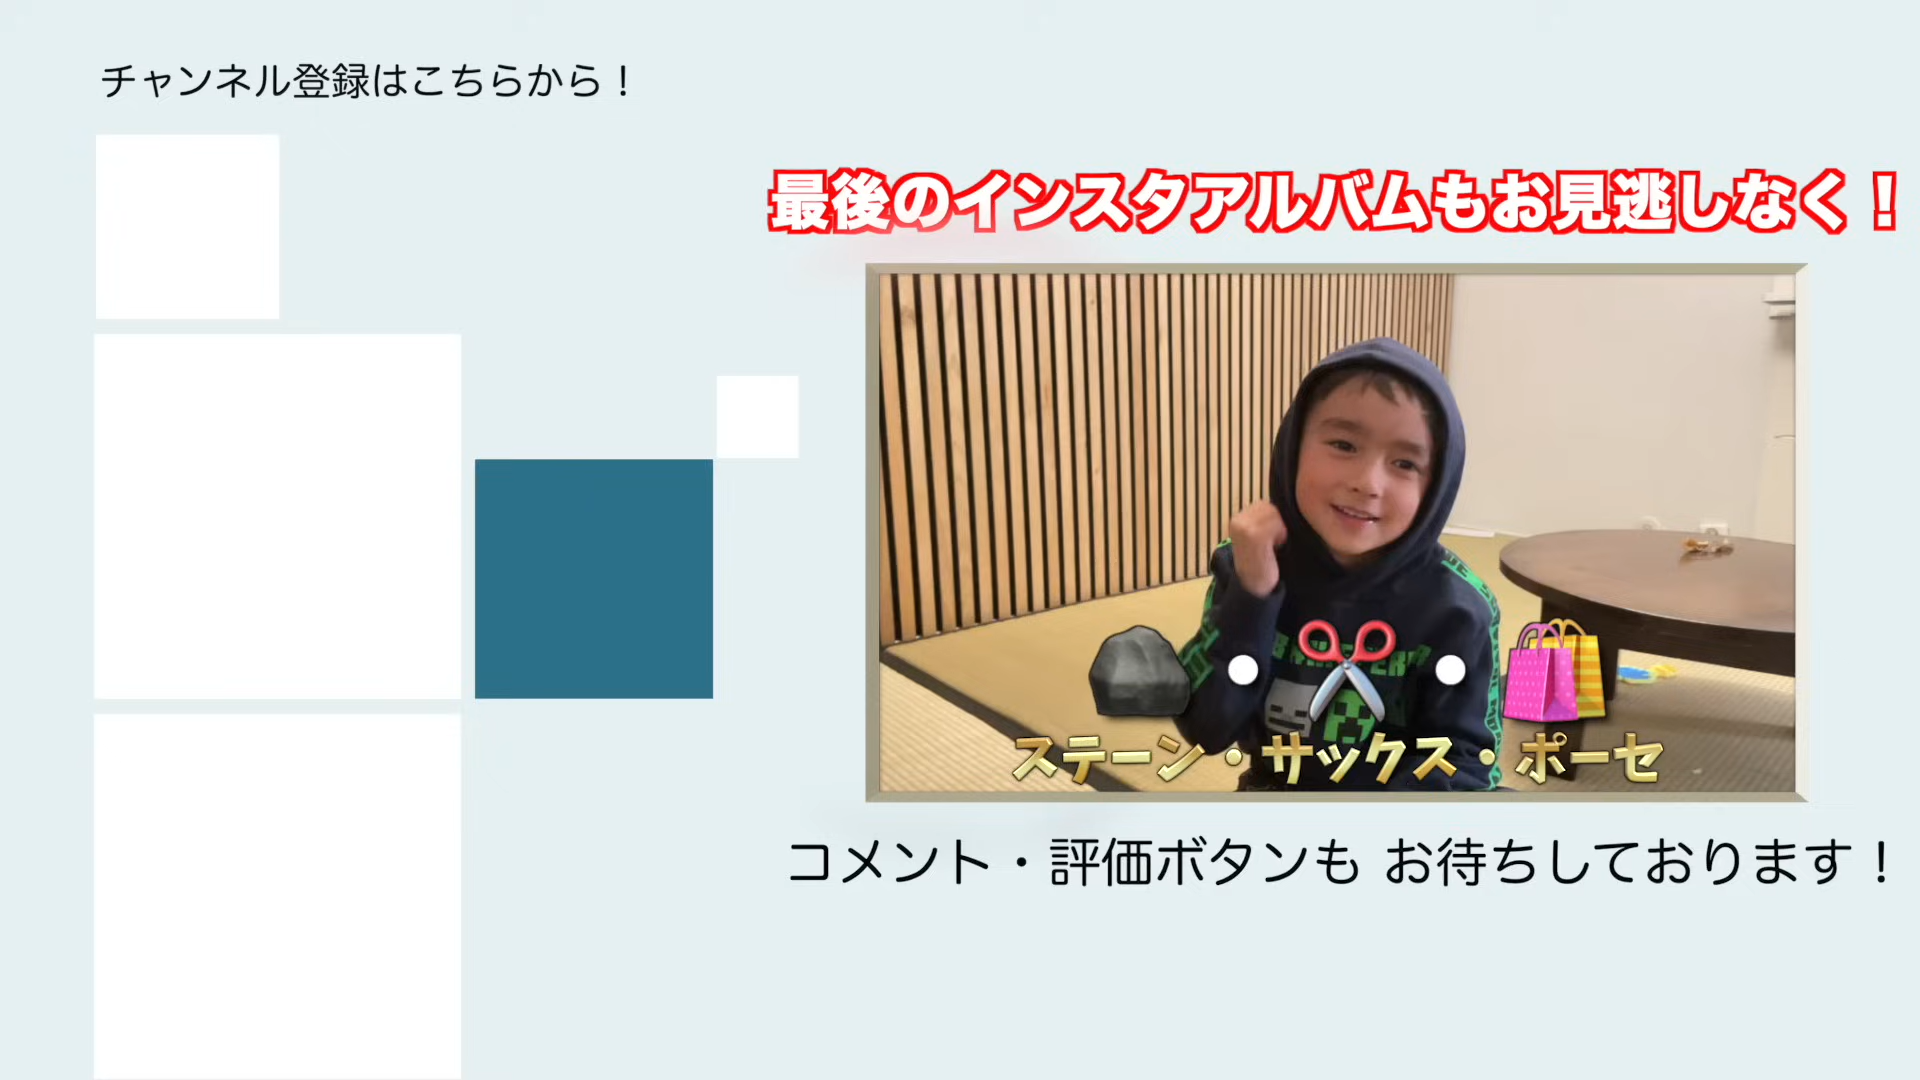 チャンネル登録はこちらから！
最後のインスタアルバムもお見逃しなく！
ステーン・サックス・ポーセ
コメント・評価ボタンも お待ちしております！